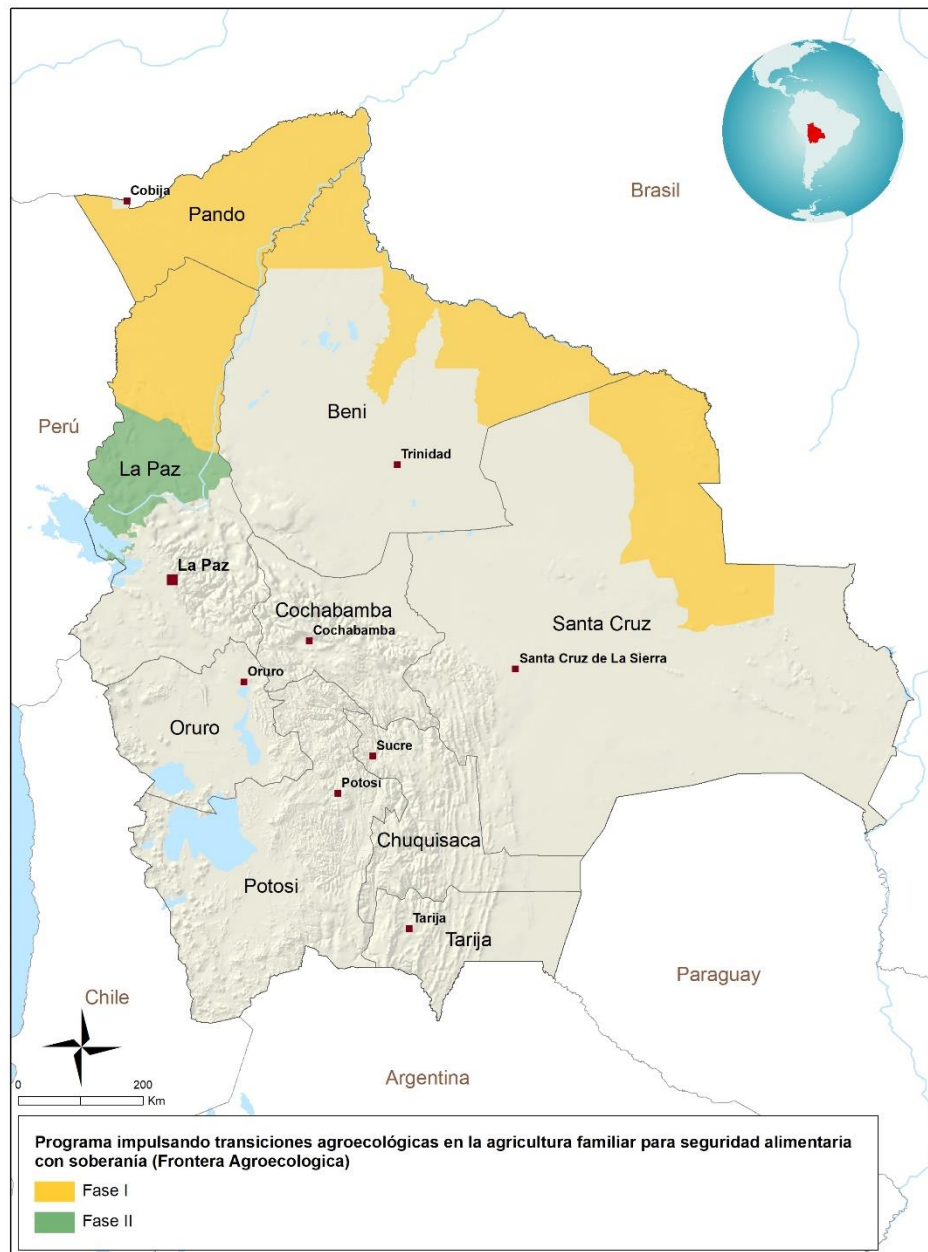 Brasil
Cobija
Pando
Beni
Perú
Trinidad
La Paz
La Paz
Cochabamba
Cochabamba
Santa Cruz
Santa Cruz de La Sierra
Oruro
Oruro
Sucre
Potosi
Chuquisaca
Potosi
Tarija
Tarija
Paraguay
Chile
Argentina
0 200
Km
Programa impulsando transiciones agroecológicas en la agricultura familiar para seguridad alimentaria
con soberanía (Frontera Agroecologica)
Fase I
Fase II